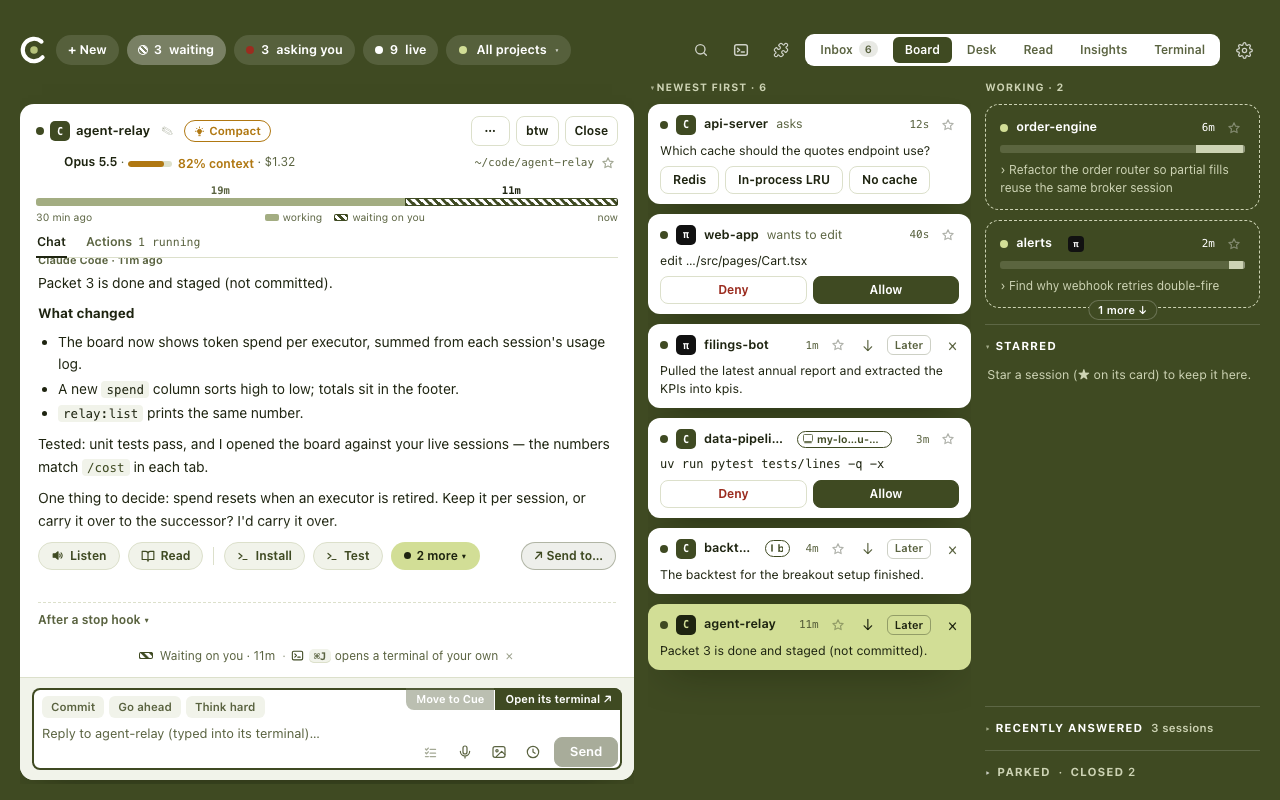 + New
3 waiting
3 asking you
9 live
All projects
Inbox 6
Board
Desk
Read
Insights
Terminal
C agent-relay
Compact
...
btw
Close
Opus 5.5 · 82% context · $1.32
~/code/agent-relay
19m
11m
30 min ago
working
waiting on you
now
Chat
Actions 1 running
Claude Code · 11m ago
Packet 3 is done and staged (not committed).
What changed
• The board now shows token spend per executor, summed from each session's usage
log.
• A new spend column sorts high to low; totals sit in the footer.
• relay:list prints the same number.
Tested: unit tests pass, and I opened the board against your live sessions — the numbers
match /cost in each tab.
One thing to decide: spend resets when an executor is retired. Keep it per session, or
carry it over to the successor? I'd carry it over.
Listen
Read
Install
Test
2 more
Send to...
After a stop hook
Waiting on you · 11m · ⌘J opens a terminal of your own ×
Commit
Go ahead
Think hard
Move to Cue
Open its terminal ↗
Reply to agent-relay (typed into its terminal)...
Send
NEWEST FIRST · 6
C api-server asks 12s
Which cache should the quotes endpoint use?
Redis
In-process LRU
No cache
π web-app wants to edit 40s
edit .../src/pages/Cart.tsx
Deny
Allow
π filings-bot 1m ↓ Later ×
Pulled the latest annual report and extracted the
KPIs into kpis.
C data-pipeli... my-lo...u-... 3m
uv run pytest tests/lines -q -x
Deny
Allow
C backt... 4m ↓ Later ×
The backtest for the breakout setup finished.
C agent-relay 11m ↓ Later ×
Packet 3 is done and staged (not committed).
WORKING · 2
order-engine 6m
› Refactor the order router so partial fills
reuse the same broker session
alerts π 2m
› Find why webhook retries double-fire
1 more ↓
STARRED
Star a session (★ on its card) to keep it here.
RECENTLY ANSWERED 3 sessions
PARKED · CLOSED 2